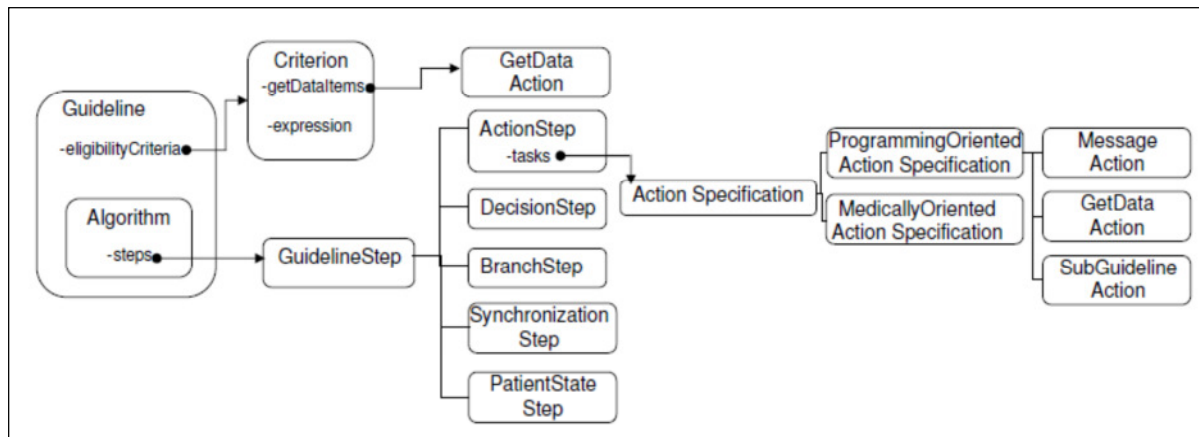 Guideline
-eligibilityCriteria
Algorithm
-steps
Criterion
-getDataItems
-expression
GetData
Action
GuidelineStep
ActionStep
-tasks
DecisionStep
BranchStep
Synchronization
Step
PatientState
Step
Action Specification
ProgrammingOriented
Action Specification
MedicallyOriented
Action Specification
Message
Action
GetData
Action
SubGuideline
Action